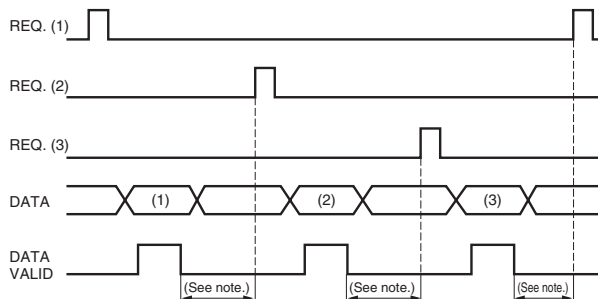 REQ. (1)
REQ. (2)
REQ. (3)
DATA
(1)
(2)
(3)
DATA
VALID
(See note.)
(See note.)
(See note.)